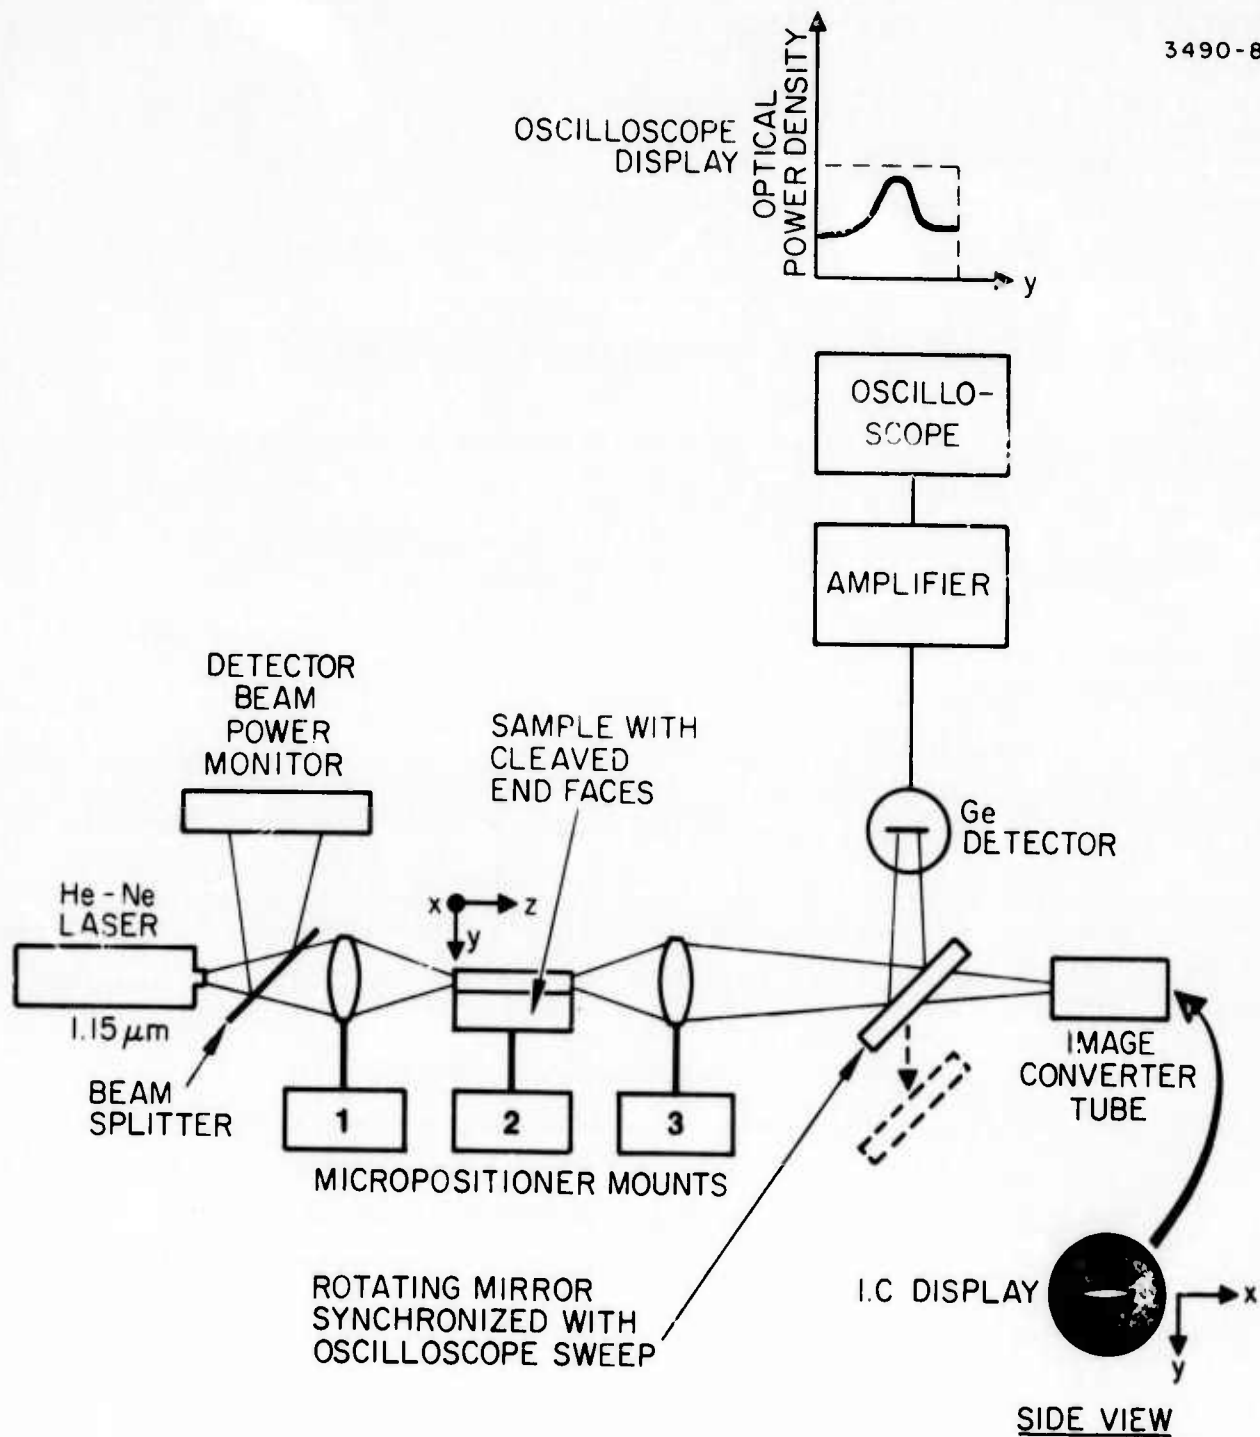 3490-8
OPTICAL
POWER DENSITY
OSCILLOSCOPE
DISPLAY
y
OSCILLO-
SCOPE
AMPLIFIER
DETECTOR
BEAM
POWER
MONITOR
SAMPLE WITH
CLEAVED
END FACES
Ge
DETECTOR
He-Ne
LASER
x
z
y
1.15 μm
BEAM
SPLITTER
1
2
3
MICROPOSITIONER MOUNTS
IMAGE
CONVERTER
TUBE
ROTATING MIRROR
SYNCHRONIZED WITH
OSCILLOSCOPE SWEEP
I.C DISPLAY
x
y
SIDE VIEW